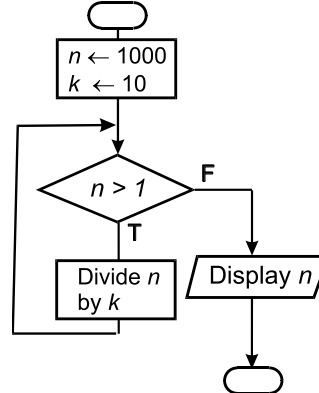 n ← 1000
k ← 10
n > 1
F
T
Divide n
by k
Display n